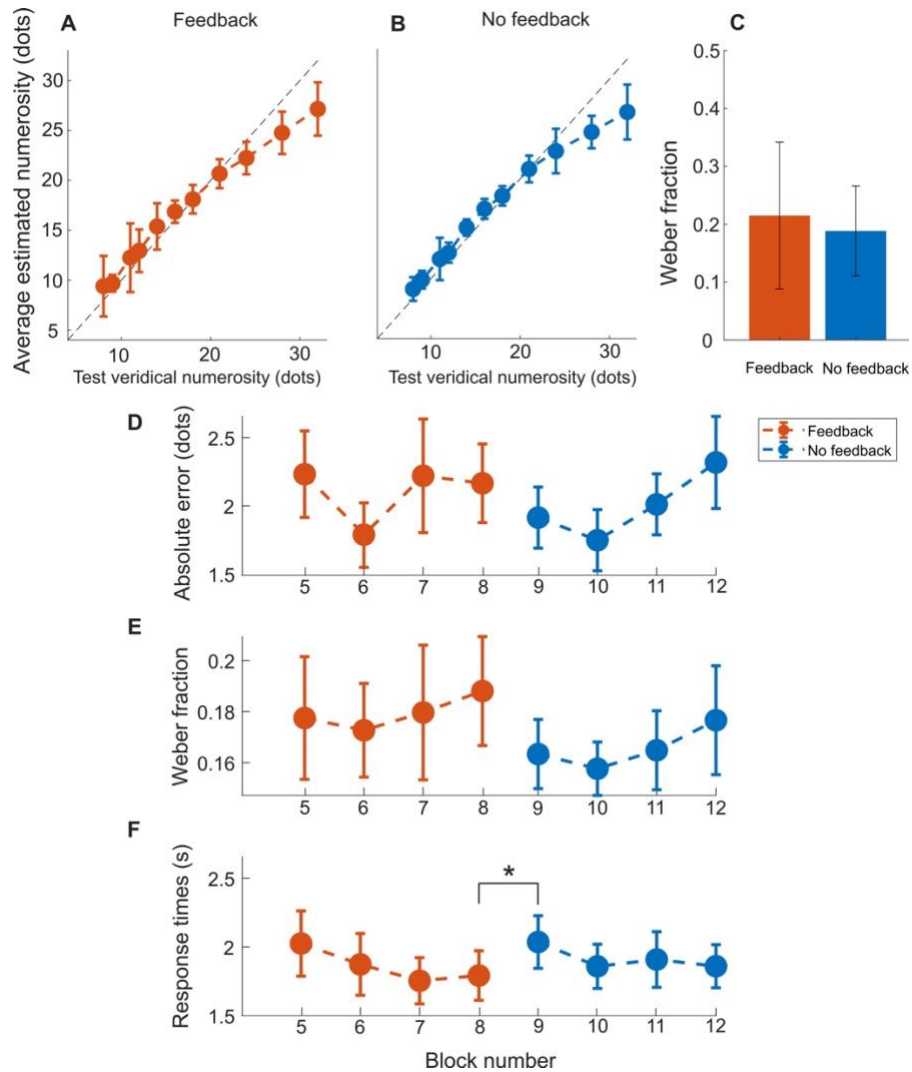 A Feedback
B No feedback
C
Average estimated numerosity (dots)
30
25
20
15
10
5
10 20 30
Test veridical numerosity (dots)
10 20 30
Test veridical numerosity (dots)
Weber fraction
0.5
0.4
0.3
0.2
0.1
0
Feedback No feedback
D
Absolute error (dots)
2.5
2
1.5
5 6 7 8 9 10 11 12
Feedback
No feedback
E
Weber fraction
0.2
0.18
0.16
5 6 7 8 9 10 11 12
F
Response times (s)
2.5
2
1.5
*
5 6 7 8 9 10 11 12
Block number